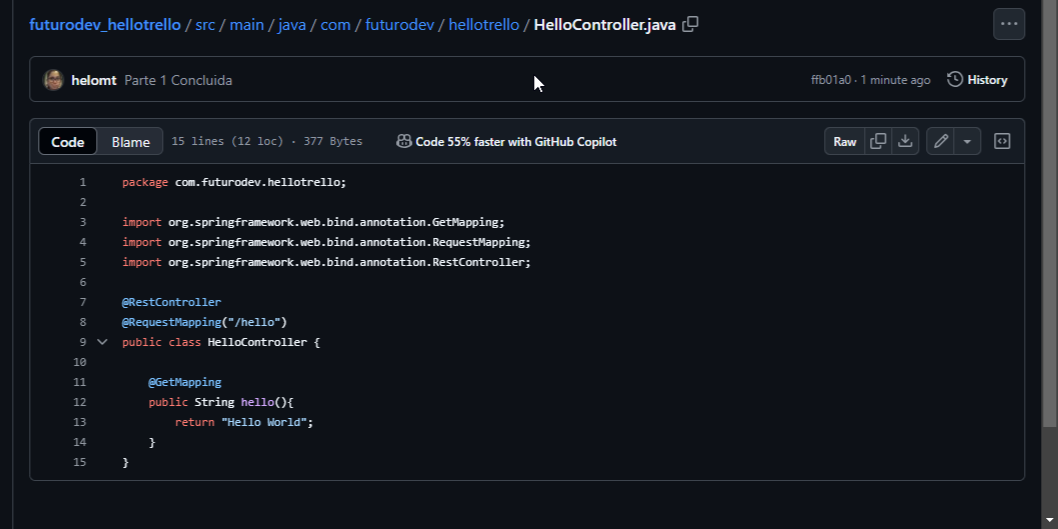 futurodev_hellotrello / src / main / java / com / futurodev / hellotrello / HelloController.java
helomt Parte 1 Concluida ffb01a0 · 1 minute ago History
Code Blame 15 lines (12 loc) · 377 Bytes Code 55% faster with GitHub Copilot Raw
1 package com.futurodev.hellotrello;
2
3 import org.springframework.web.bind.annotation.GetMapping;
4 import org.springframework.web.bind.annotation.RequestMapping;
5 import org.springframework.web.bind.annotation.RestController;
6
7 @RestController
8 @RequestMapping("/hello")
9 public class HelloController {
10
11 @GetMapping
12 public String hello(){
13 return "Hello World";
14 }
15 }